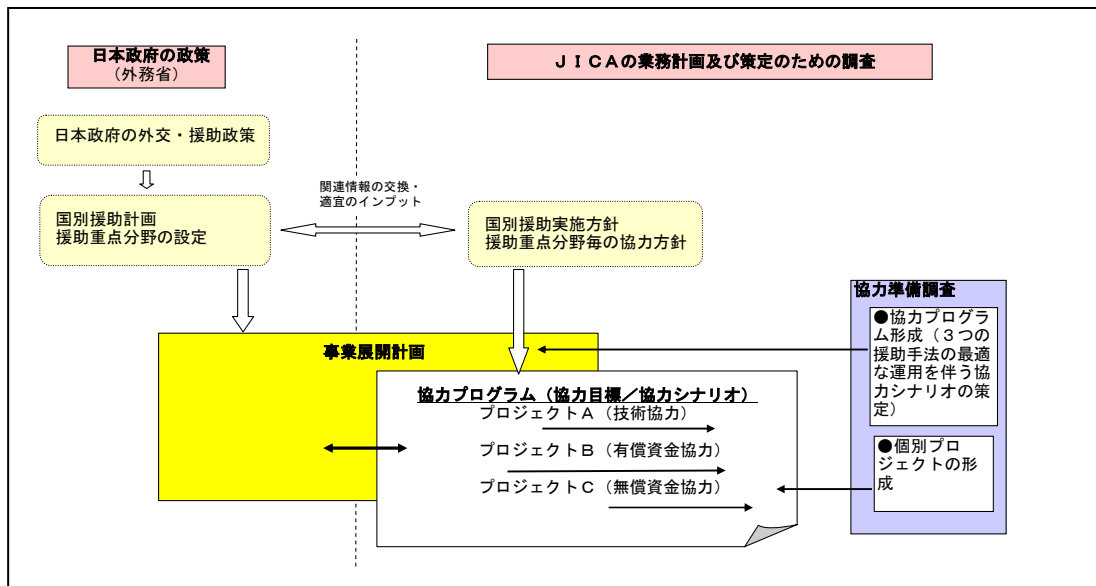 日本政府の政策
（外務省）
ＪＩＣＡの業務計画及び策定のための調査
日本政府の外交・援助政策
関連情報の交換・
適宜のインプット
国別援助計画
援助重点分野の設定
国別援助実施方針
援助重点分野毎の協力方針
協力準備調査
●協力プログラ
ム形成（３つの
援助手法の最適
な運用を伴う協
力シナリオの策
定）
事業展開計画
協力プログラム（協力目標／協力シナリオ）
プロジェクトＡ（技術協力）
プロジェクトＢ（有償資金協力）
プロジェクトＣ（無償資金協力）
●個別プロ
ジェクトの形
成